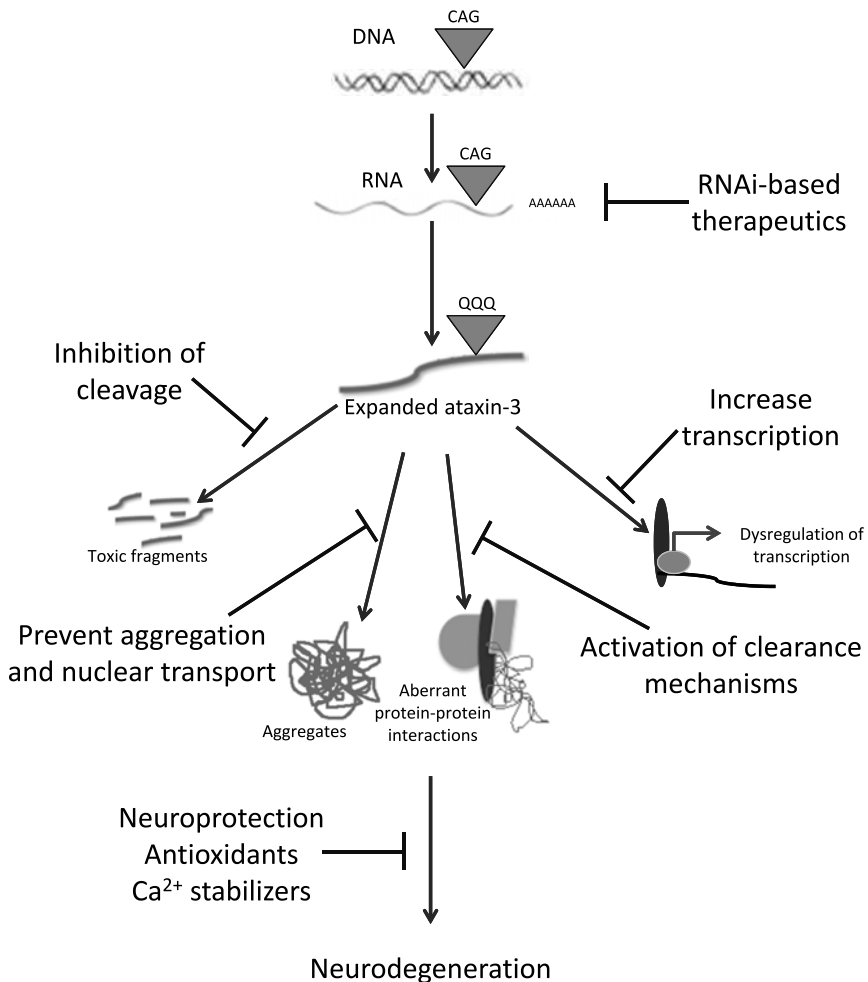 CAG
DNA
CAG
RNA
AAAAAA
RNAi-based
therapeutics
QQQ
Inhibition of
cleavage
Expanded ataxin-3
Increase
transcription
Toxic fragments
Dysregulation of
transcription
Prevent aggregation
and nuclear transport
Activation of clearance
mechanisms
Aggregates
Aberrant
protein-protein
interactions
Neuroprotection
Antioxidants
Ca²⁺ stabilizers
Neurodegeneration